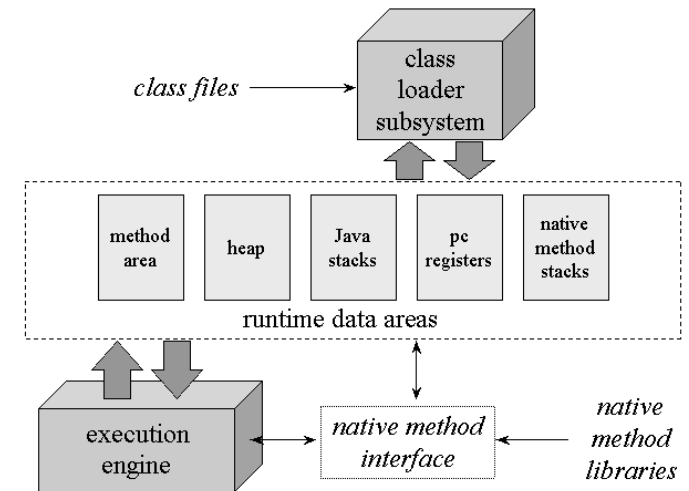 class
loader
subsystem
class files
method
area
heap
Java
stacks
pc
registers
native
method
stacks
runtime data areas
execution
engine
native method
interface
native
method
libraries